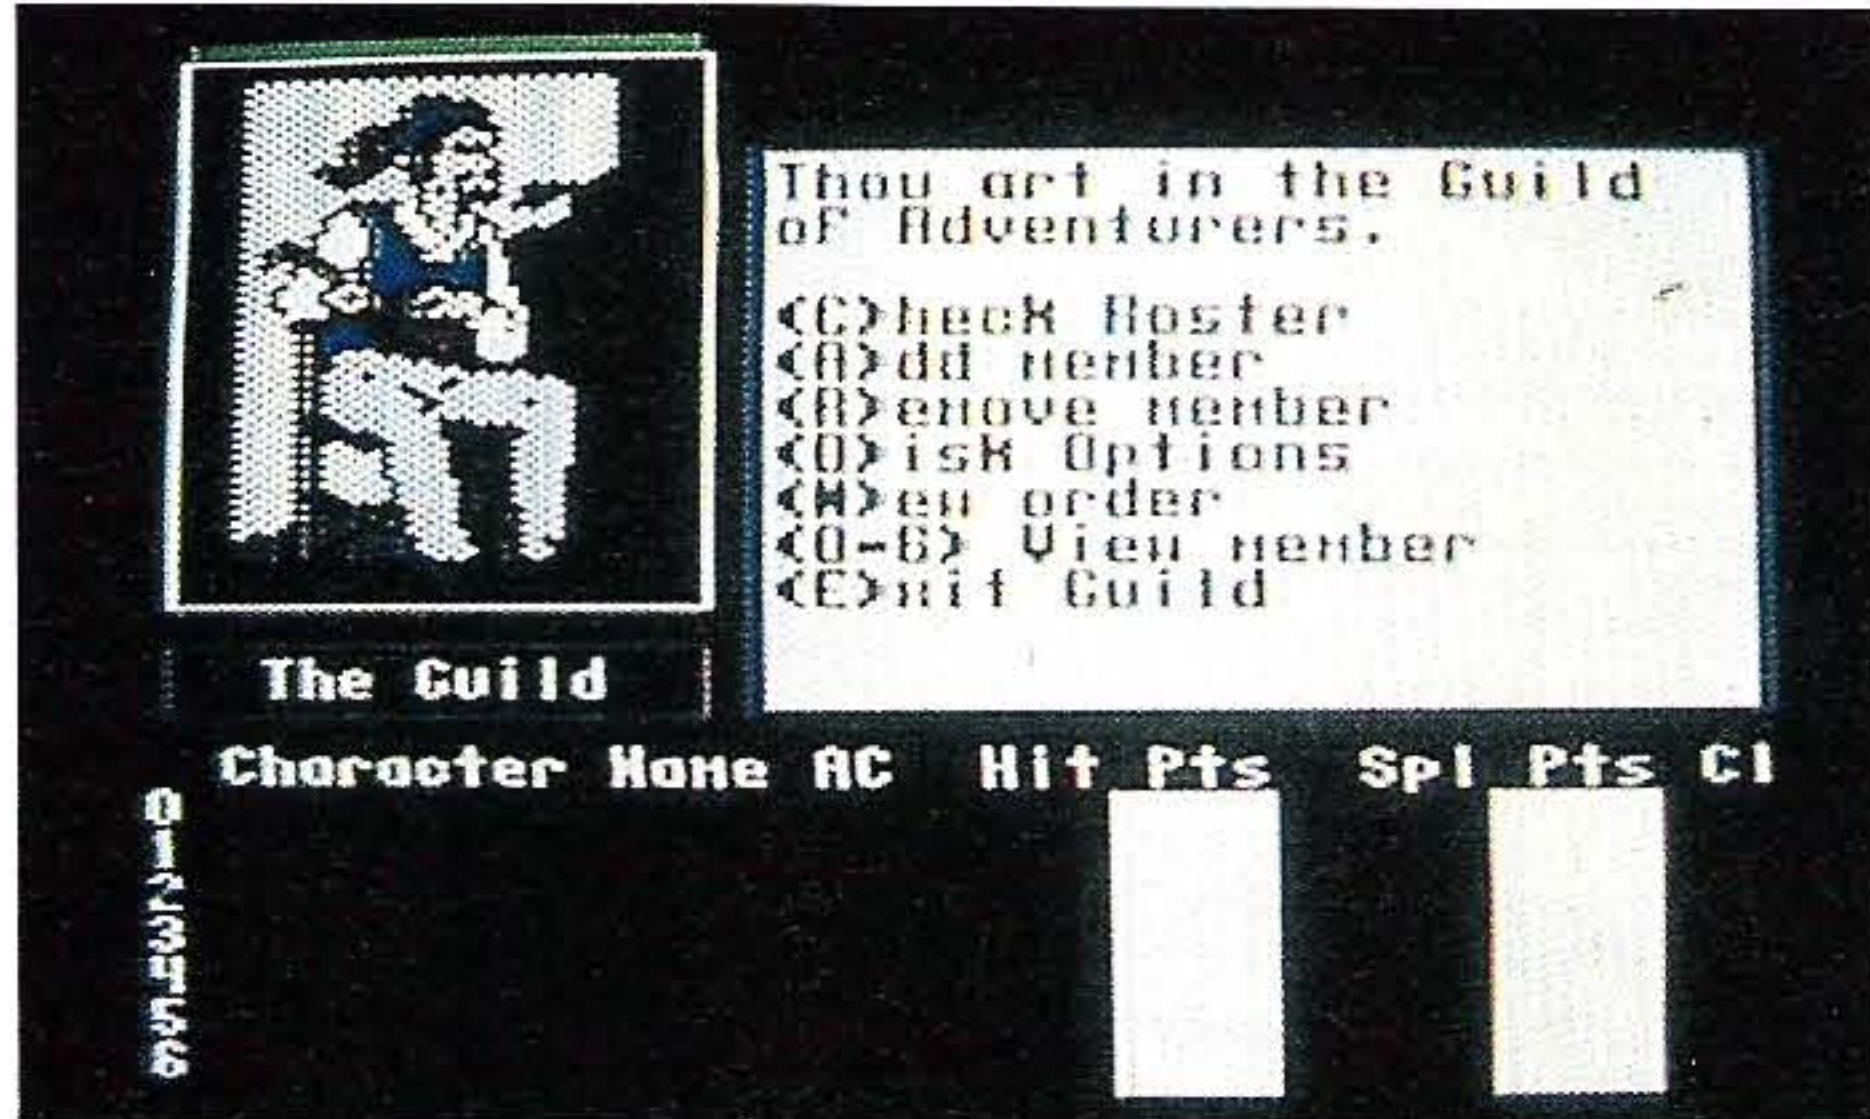 Thou art in the Guild
of Adventurers.
<C>heck Roster
<A>dd member
<R>emove member
<D>isk Options
<N>ew order
<0-6> View member
<E>xit Guild
The Guild
Character Name AC Hit Pts Spl Pts Cl
0
1
2
3
4
5
6